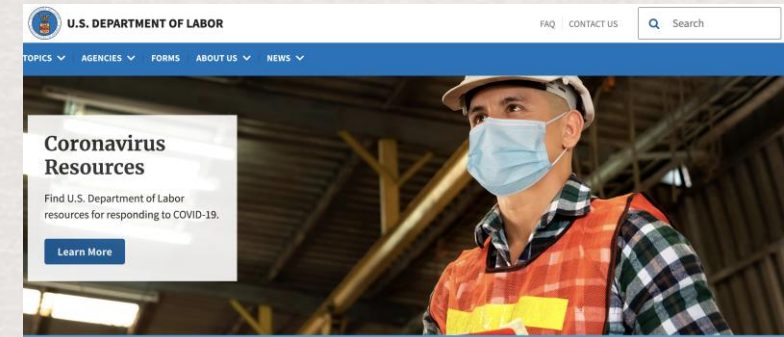 U.S. DEPARTMENT OF LABOR
FAQ CONTACT US Search
TOPICS AGENCIES FORMS ABOUT US NEWS
Coronavirus
Resources
Find U.S. Department of Labor
resources for responding to COVID-19.
Learn More